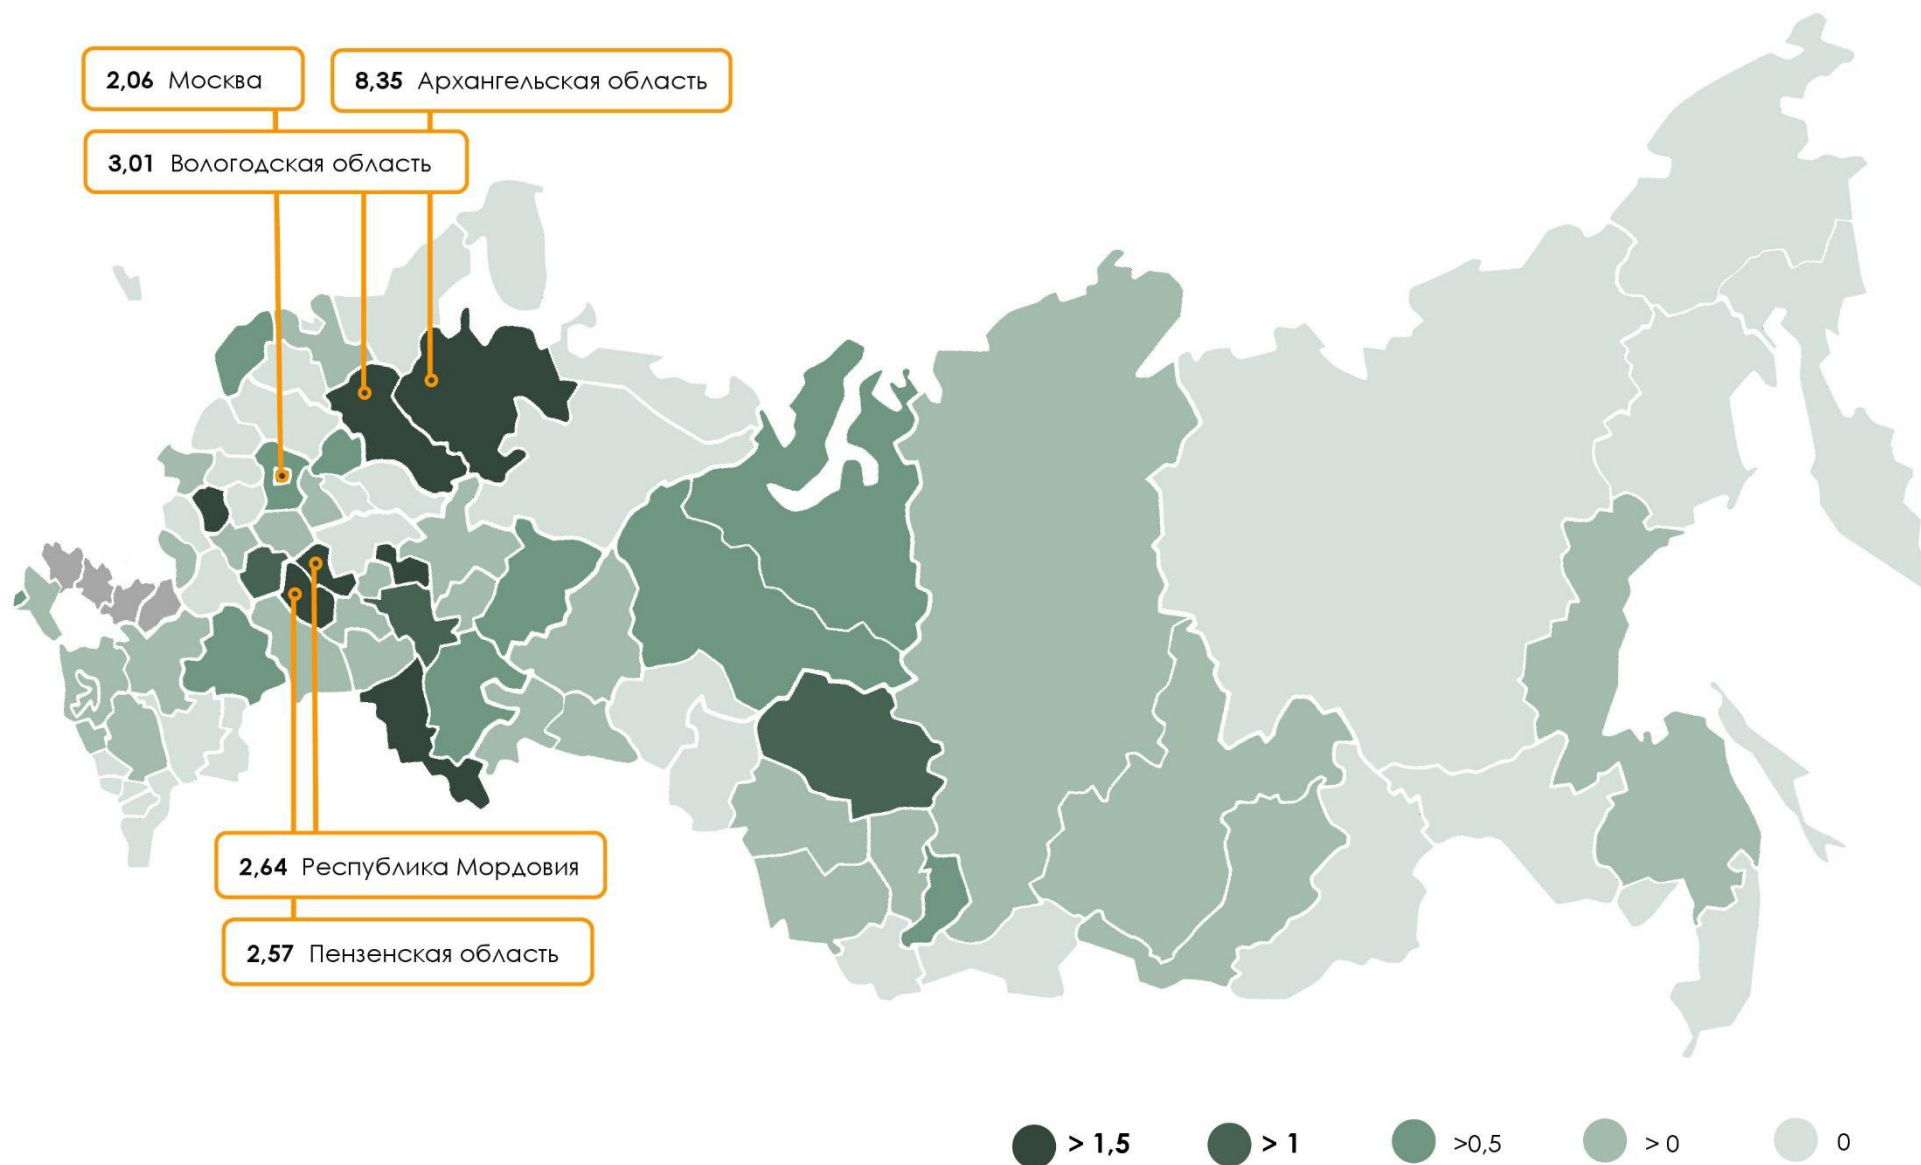 2,06 Москва
8,35 Архангельская область
3,01 Вологодская область
2,64 Республика Мордовия
2,57 Пензенская область
> 1,5
> 1
>0,5
> 0
0